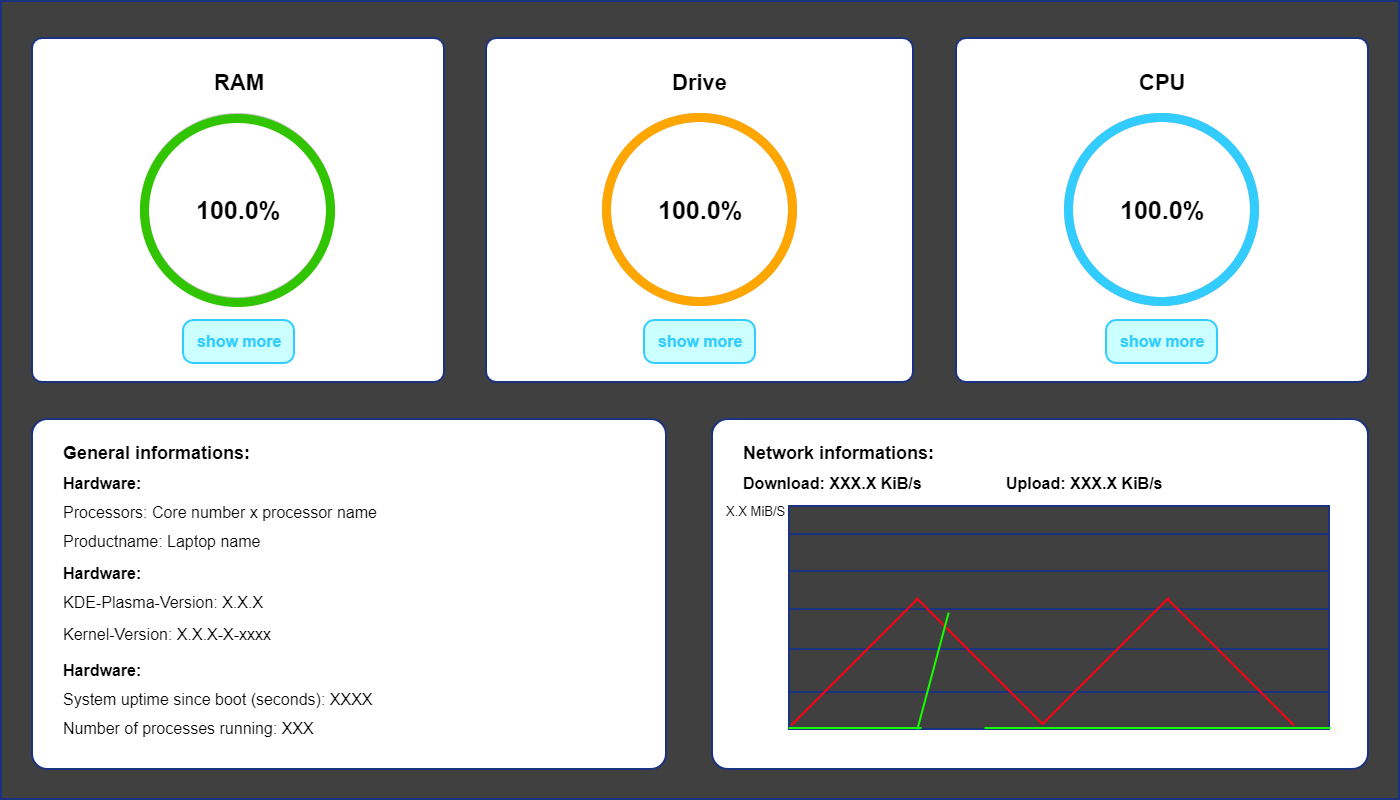 RAM
100.0%
show more
Drive
100.0%
show more
CPU
100.0%
show more
General informations:
Hardware:
Processors: Core number x processor name
Productname: Laptop name
Hardware:
KDE-Plasma-Version: X.X.X
Kernel-Version: X.X.X-X-xxxx
Hardware:
System uptime since boot (seconds): XXXX
Number of processes running: XXX
Network informations:
Download: XXX.X KiB/s Upload: XXX.X KiB/s
X.X MiB/S